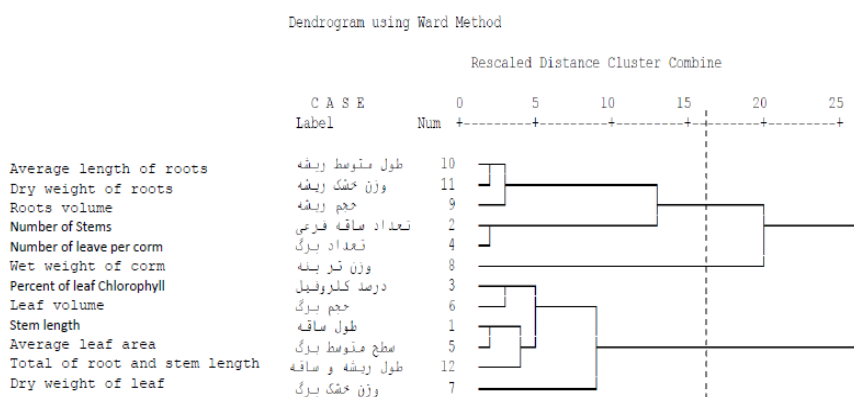 Dendrogram using Ward Method
Rescaled Distance Cluster Combine
C A S E 0 5 10 15 20 25
Label Num +---------+---------+---------+---------+---------+
Average length of roots طول متوسط ریشه 10
Dry weight of roots وزن خشک ریشه 11
Roots volume حجم ریشه 9
Number of Stems تعداد ساقه فرعی 2
Number of leave per corm تعداد برگ 4
Wet weight of corm وزن تر بنه 8
Percent of leaf Chlorophyll درصد کلروفیل 3
Leaf volume حجم برگ 6
Stem length طول ساقه 1
Average leaf area سطح متوسط برگ 5
Total of root and stem length طول ریشه و ساقه 12
Dry weight of leaf وزن خشک برگ 7